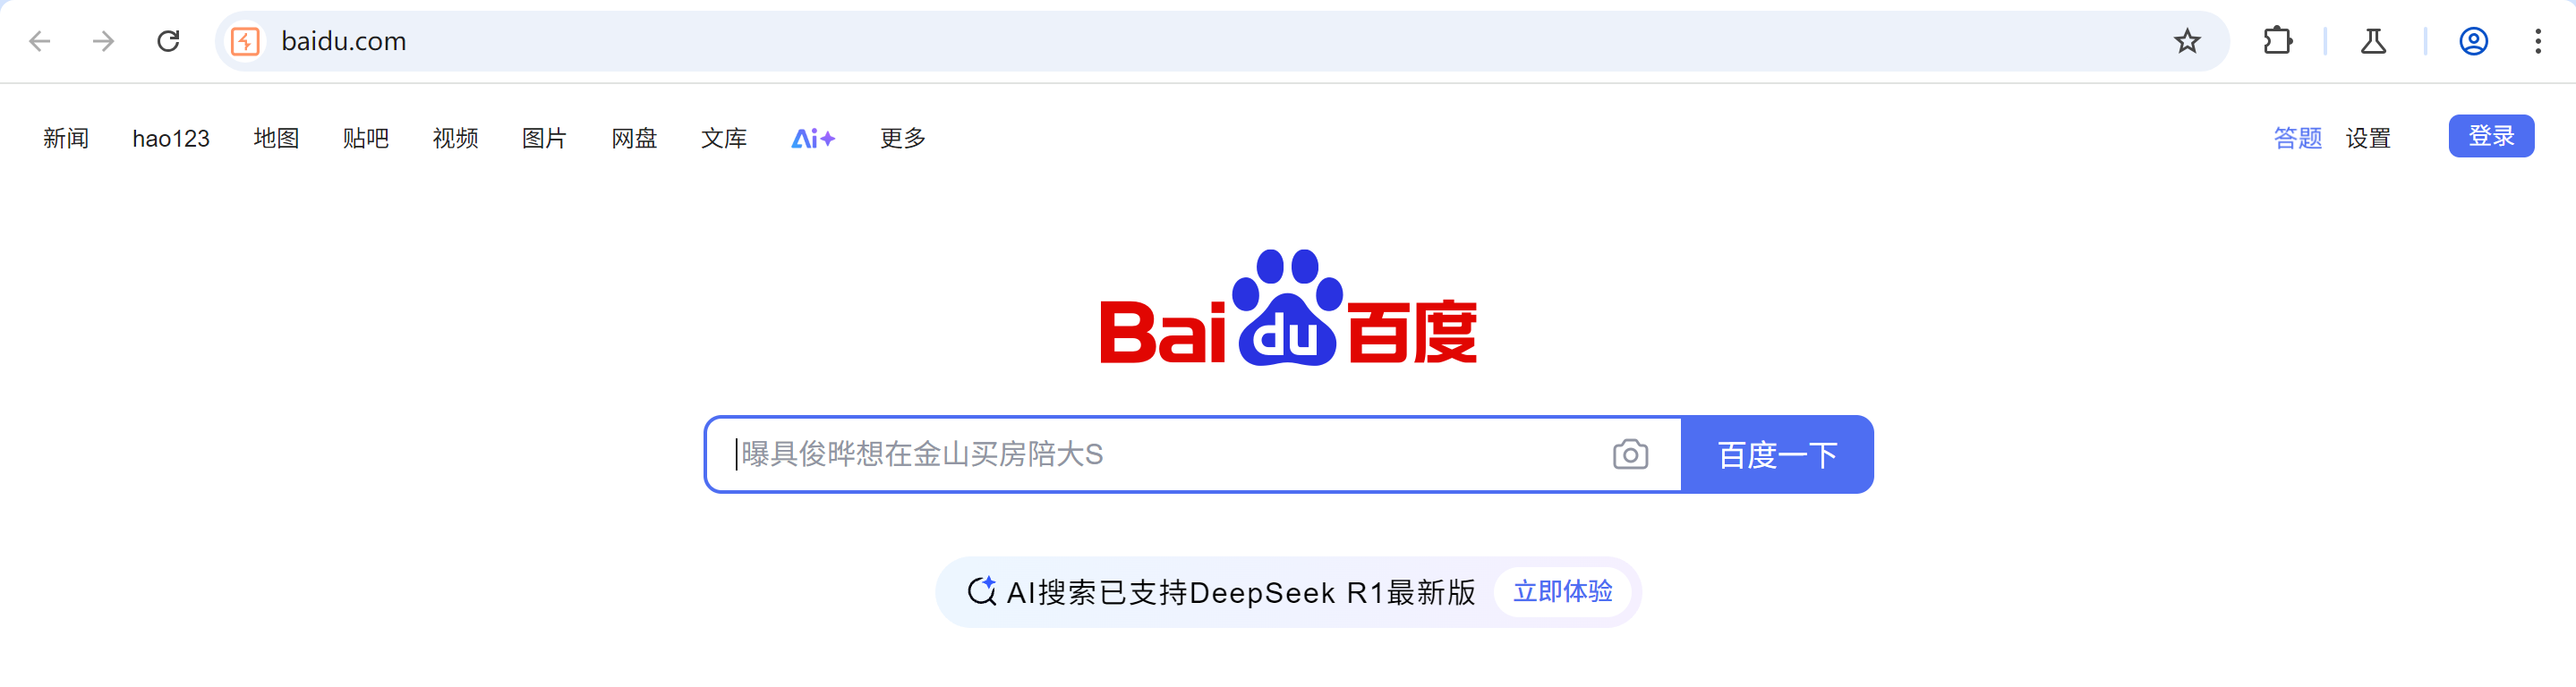 baidu.com
新闻 hao123 地图 贴吧 视频 图片 网盘 文库 Ai 更多 答题 设置 登录
Bai du 百度
曝具俊晔想在金山买房陪大S 百度一下
AI搜索已支持DeepSeek R1最新版 立即体验